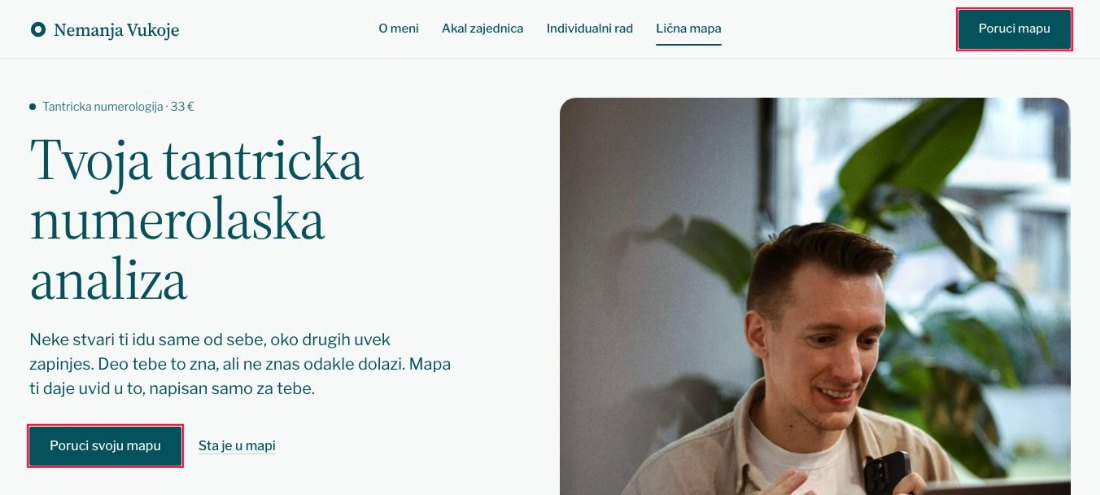 Nemanja Vukoje
O meni
Akal zajednica
Individualni rad
Lična mapa
Poruci mapu
Tantricka numerologija · 33 €
Tvoja tantricka
numerolaska
analiza
Neke stvari ti idu same od sebe, oko drugih uvek
zapinjes. Deo tebe to zna, ali ne znas odakle dolazi. Mapa
ti daje uvid u to, napisan samo za tebe.
Poruci svoju mapu
Sta je u mapi